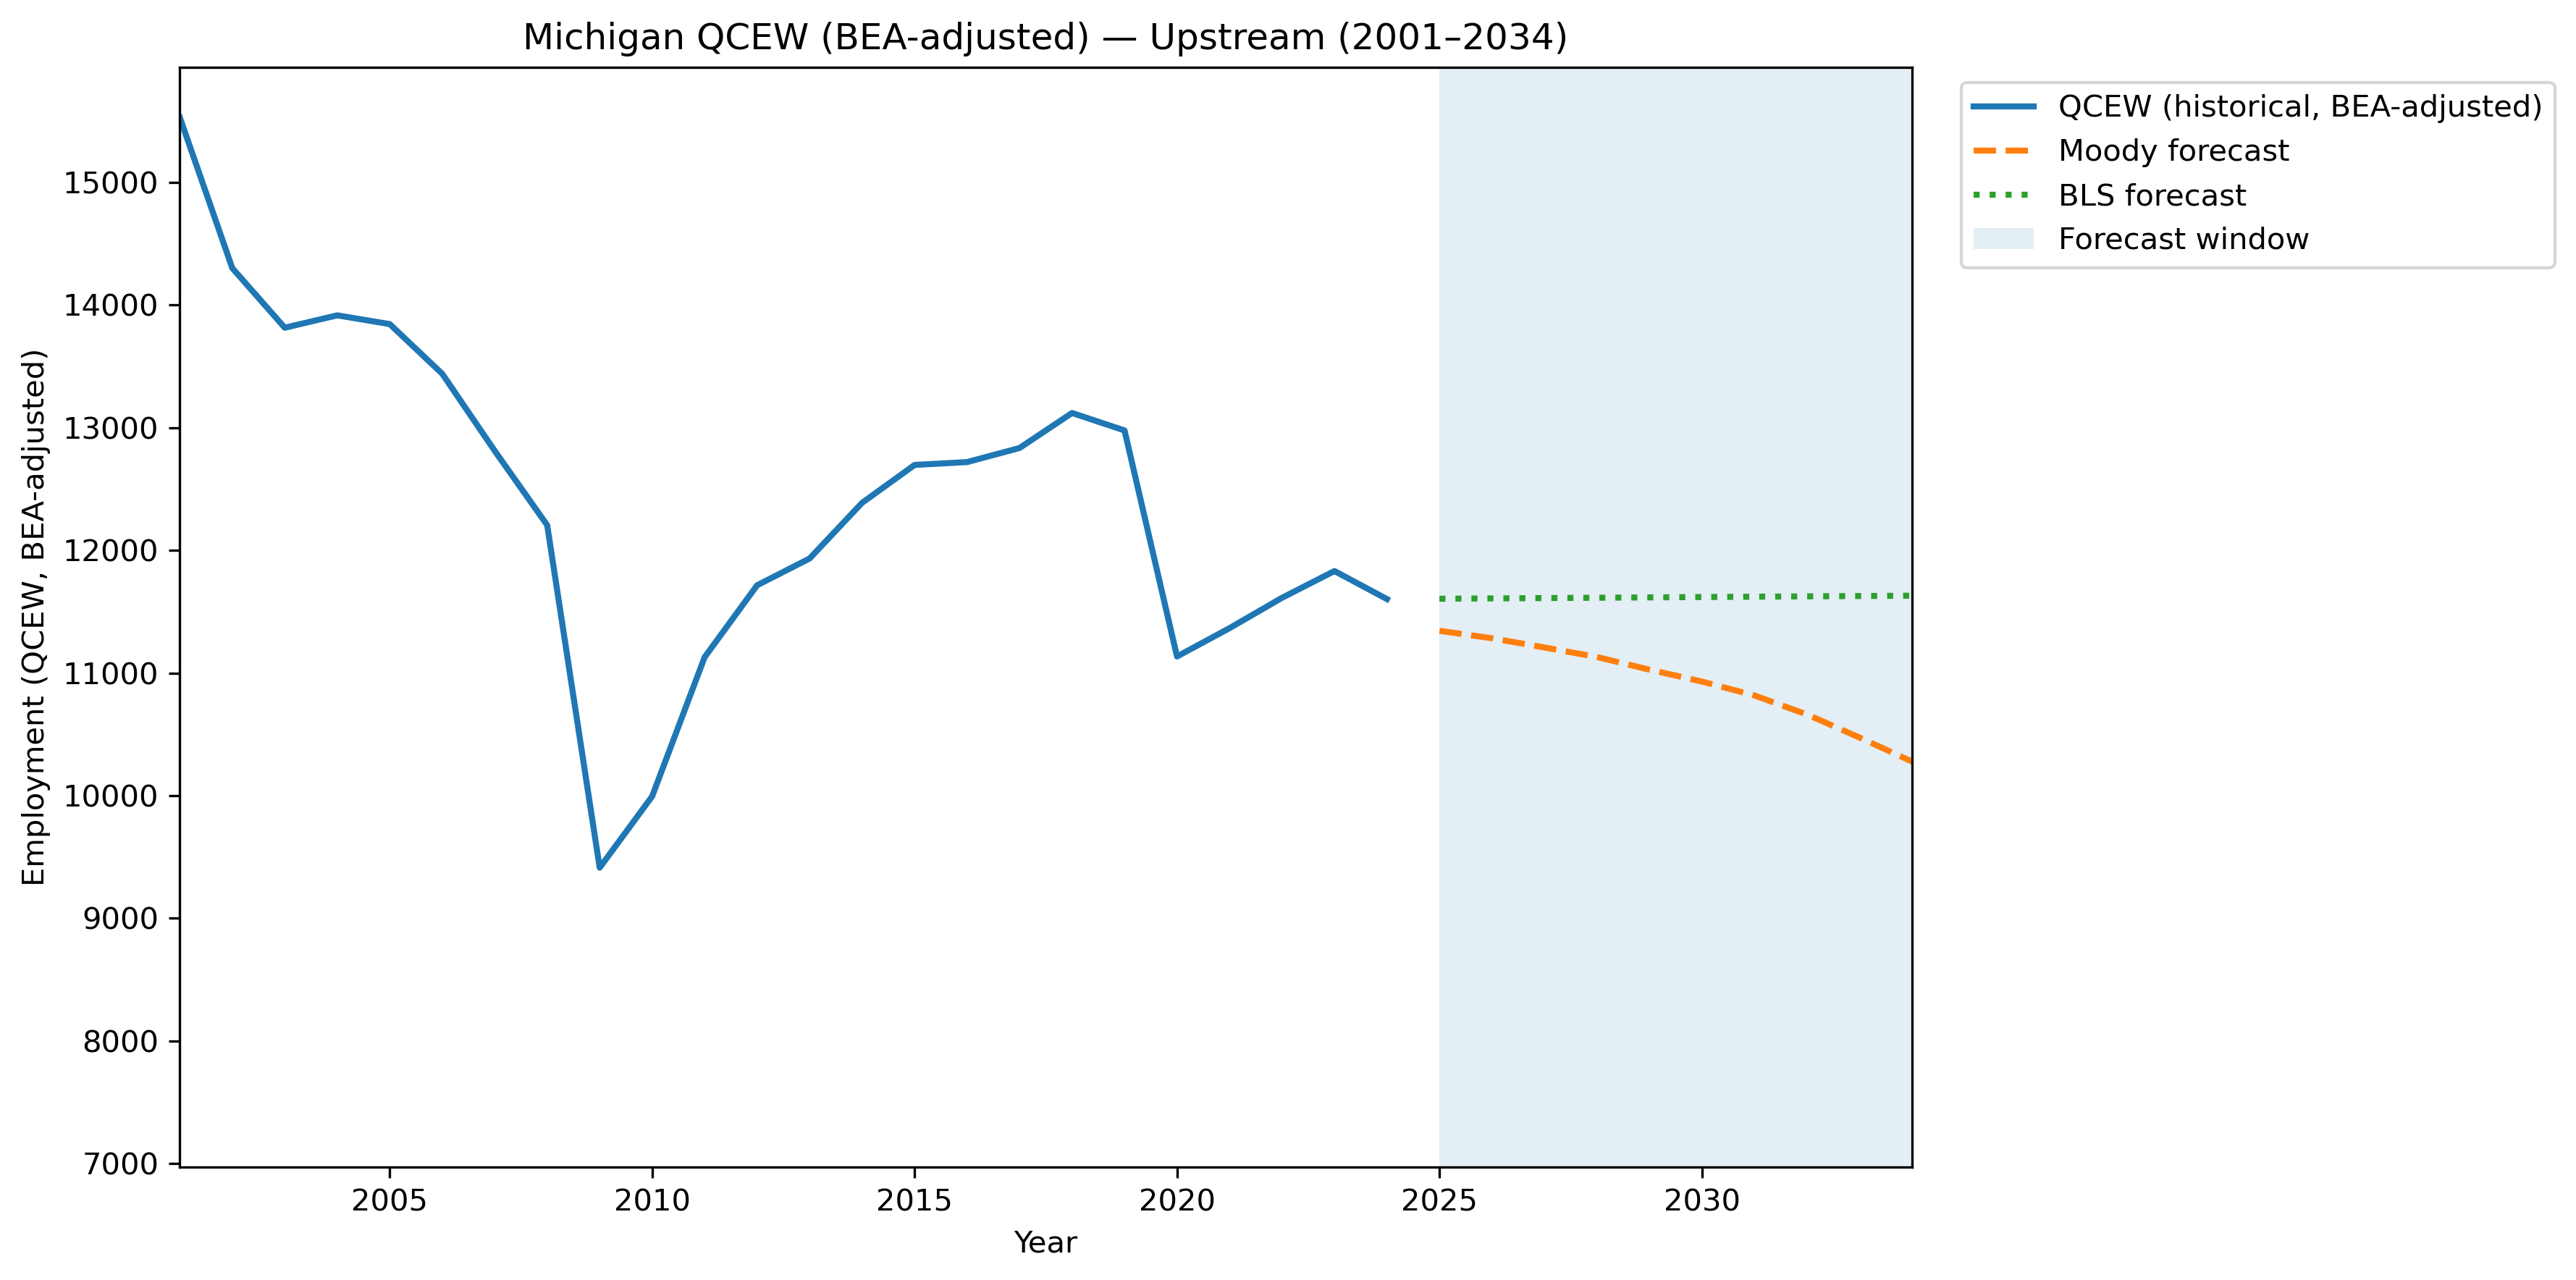 Michigan QCEW (BEA-adjusted) — Upstream (2001–2034)
QCEW (historical, BEA-adjusted)
Moody forecast
BLS forecast
Forecast window
Employment (QCEW, BEA-adjusted)
15000
14000
13000
12000
11000
10000
9000
8000
7000
2005 2010 2015 2020 2025 2030
Year